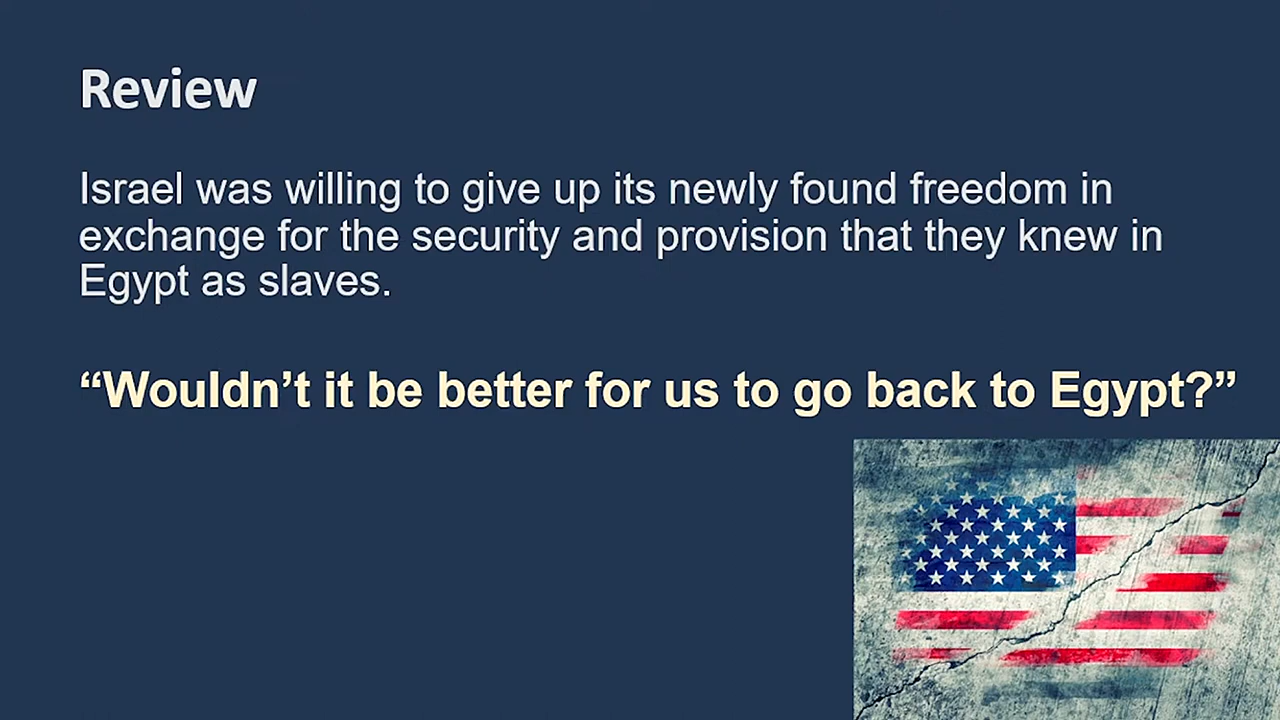 Review
Israel was willing to give up its newly found freedom in
exchange for the security and provision that they knew in
Egypt as slaves.
“Wouldn’t it be better for us to go back to Egypt?”